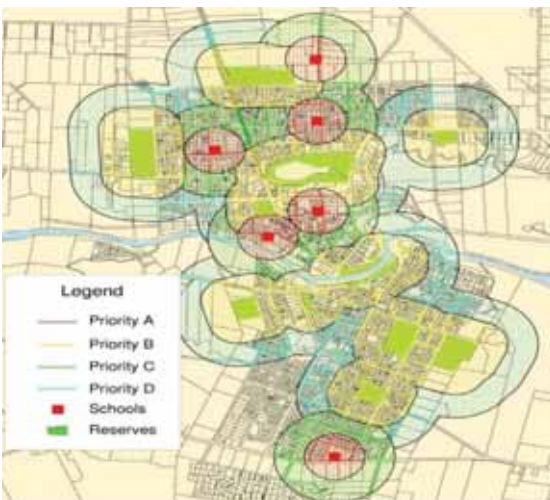 Legend
Priority A
Priority B
Priority C
Priority D
Schools
Reserves